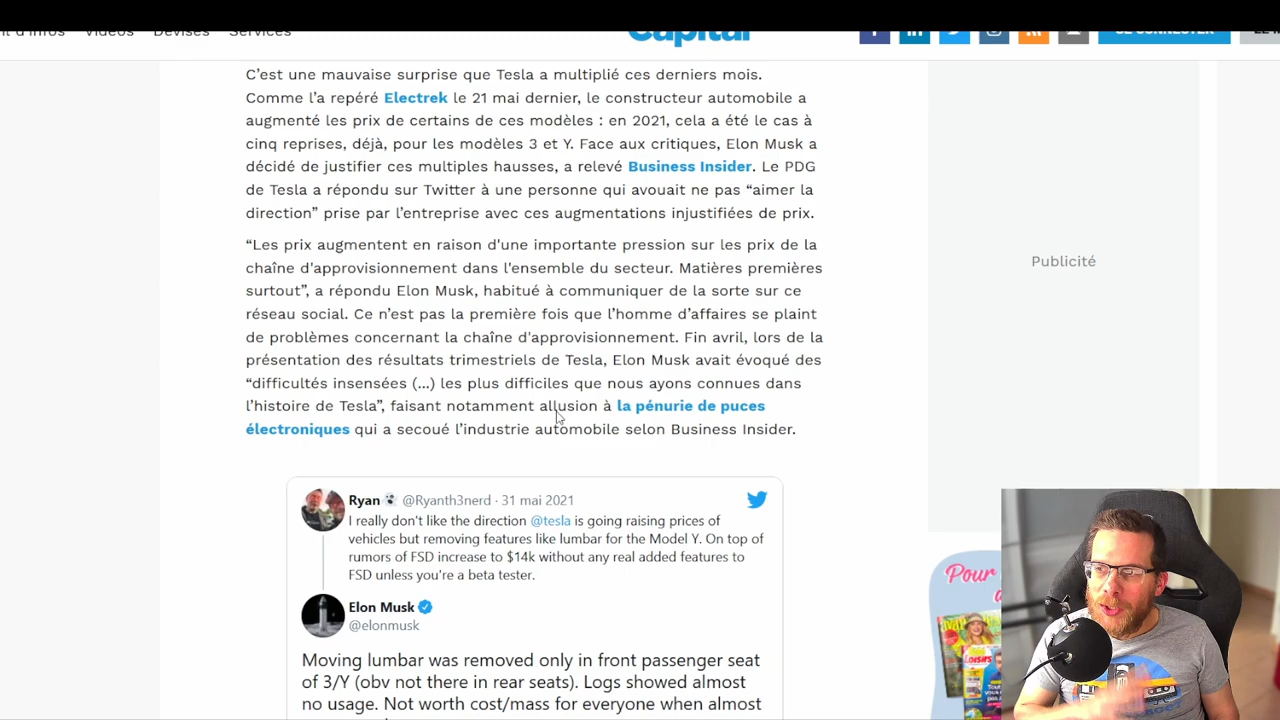 t d'infos Vidéos Devises Services
Capital
SE CONNECTER
C'est une mauvaise surprise que Tesla a multiplié ces derniers mois.
Comme l'a repéré Electrek le 21 mai dernier, le constructeur automobile a
augmenté les prix de certains de ces modèles : en 2021, cela a été le cas à
cinq reprises, déjà, pour les modèles 3 et Y. Face aux critiques, Elon Musk a
décidé de justifier ces multiples hausses, a relevé Business Insider. Le PDG
de Tesla a répondu sur Twitter à une personne qui avouait ne pas “aimer la
direction” prise par l'entreprise avec ces augmentations injustifiées de prix.
“Les prix augmentent en raison d'une importante pression sur les prix de la
chaîne d'approvisionnement dans l'ensemble du secteur. Matières premières
surtout”, a répondu Elon Musk, habitué à communiquer de la sorte sur ce
réseau social. Ce n'est pas la première fois que l'homme d'affaires se plaint
de problèmes concernant la chaîne d'approvisionnement. Fin avril, lors de la
présentation des résultats trimestriels de Tesla, Elon Musk avait évoqué des
“difficultés insensées (…) les plus difficiles que nous ayons connues dans
l'histoire de Tesla”, faisant notamment allusion à la pénurie de puces
électroniques qui a secoué l'industrie automobile selon Business Insider.
Publicité
Ryan @Ryanth3nerd · 31 mai 2021
I really don't like the direction @tesla is going raising prices of
vehicles but removing features like lumbar for the Model Y. On top of
rumors of FSD increase to $14k without any real added features to
FSD unless you're a beta tester.
Elon Musk
@elonmusk
Moving lumbar was removed only in front passenger seat
of 3/Y (obv not there in rear seats). Logs showed almost
no usage. Not worth cost/mass for everyone when almost
Pour
Loisirs